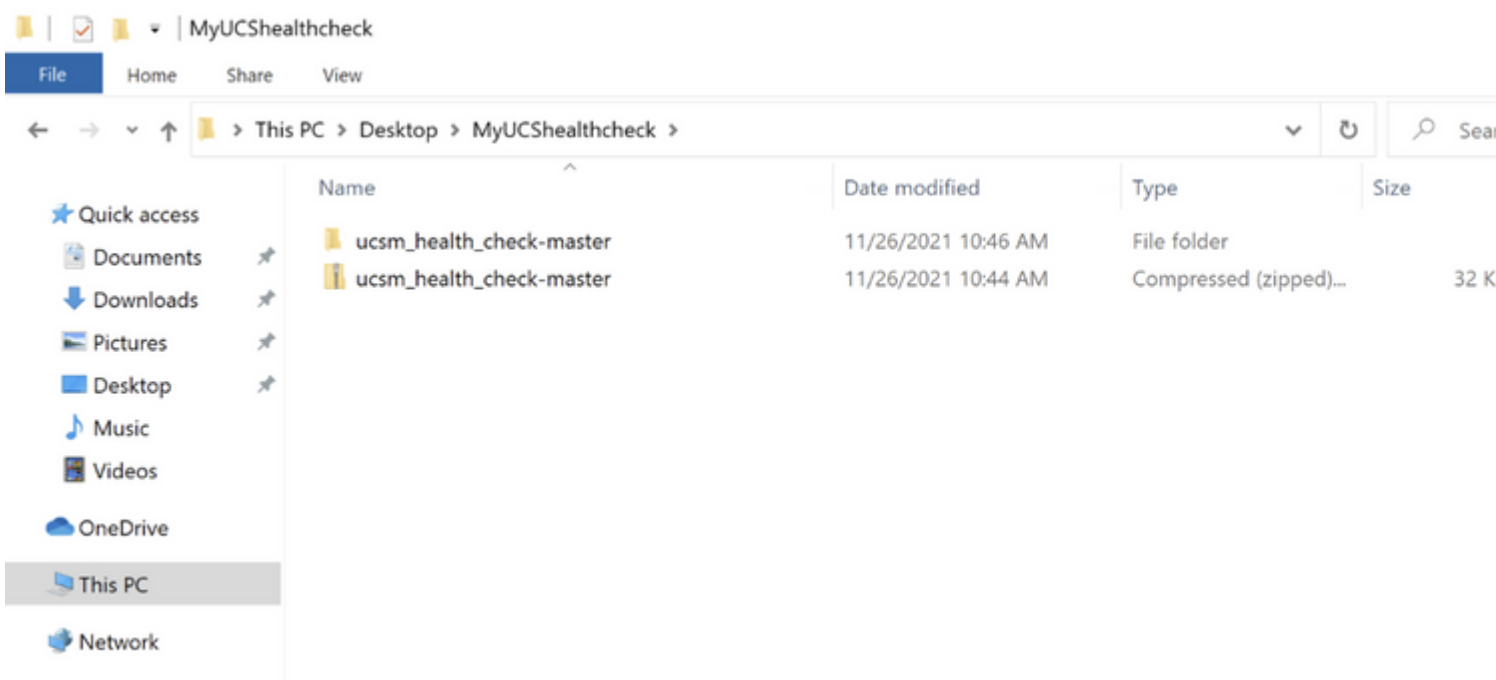 MyUCShealthcheck
File Home Share View
This PC > Desktop > MyUCShealthcheck >
Name Date modified Type Size
Quick access
ucsm_health_check-master 11/26/2021 10:46 AM File folder
Documents
ucsm_health_check-master 11/26/2021 10:44 AM Compressed (zipped)... 32 K
Downloads
Pictures
Desktop
Music
Videos
OneDrive
This PC
Network